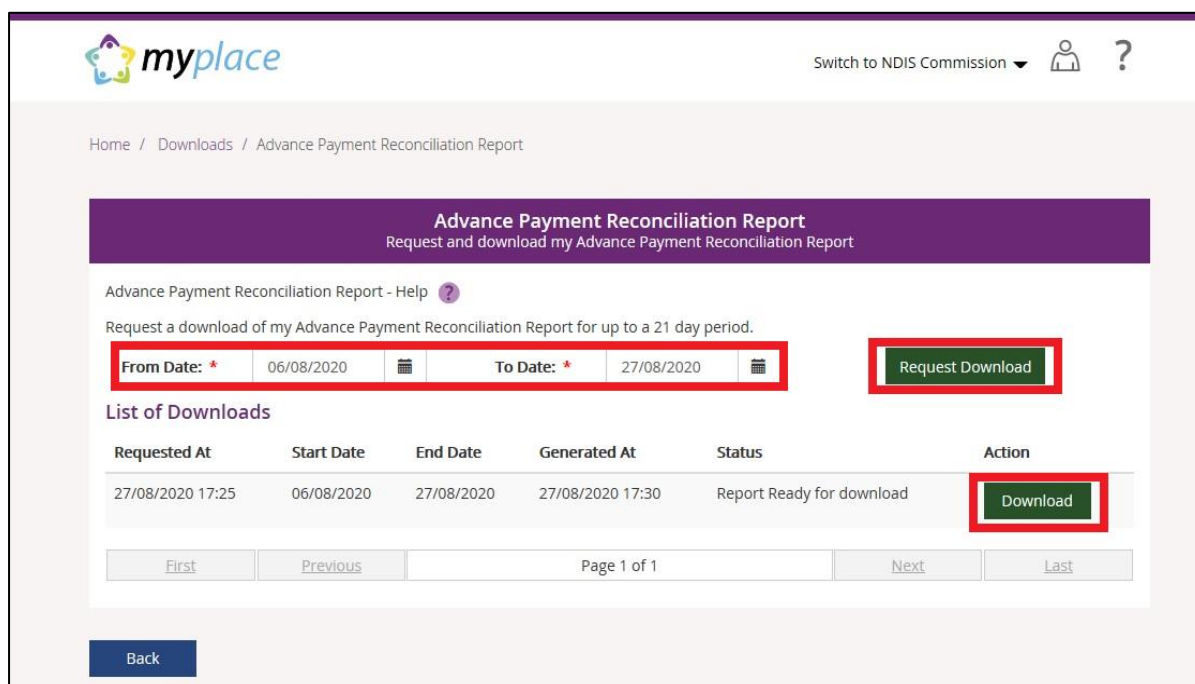 myplace
Switch to NDIS Commission
?
Home / Downloads / Advance Payment Reconciliation Report
Advance Payment Reconciliation Report
Request and download my Advance Payment Reconciliation Report
Advance Payment Reconciliation Report - Help ?
Request a download of my Advance Payment Reconciliation Report for up to a 21 day period.
From Date: * 06/08/2020 To Date: * 27/08/2020 Request Download
List of Downloads
Requested At Start Date End Date Generated At Status Action
27/08/2020 17:25 06/08/2020 27/08/2020 27/08/2020 17:30 Report Ready for download Download
First Previous Page 1 of 1 Next Last
Back